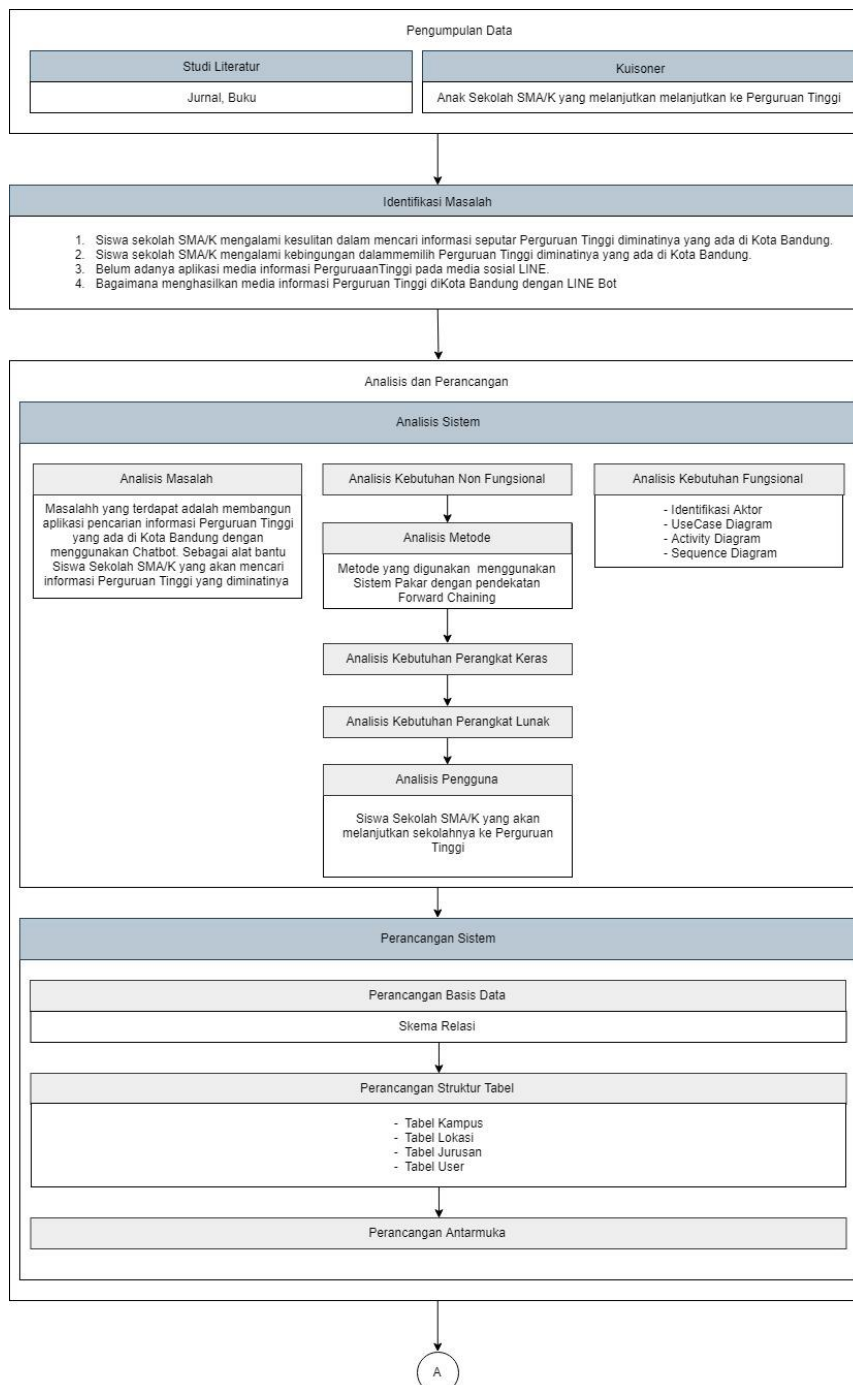 Pengumpulan Data
Studi Literatur
Jurnal, Buku
Kuisoner
Anak Sekolah SMA/K yang melanjutkan melanjutkan ke Perguruan Tinggi
Identifikasi Masalah
1. Siswa sekolah SMA/K mengalami kesulitan dalam mencari informasi seputar Perguruan Tinggi diminatinya yang ada di Kota Bandung.
2. Siswa sekolah SMA/K mengalami kebingungan dalammemilih Perguruan Tinggi diminatinya yang ada di Kota Bandung.
3. Belum adanya aplikasi media informasi PerguruaanTinggi pada media sosial LINE.
4. Bagaimana menghasilkan media informasi Perguruan Tinggi diKota Bandung dengan LINE Bot
Analisis dan Perancangan
Analisis Sistem
Analisis Masalah
Masalahh yang terdapat adalah membangun
aplikasi pencarian informasi Perguruan Tinggi
yang ada di Kota Bandung dengan
menggunakan Chatbot. Sebagai alat bantu
Siswa Sekolah SMA/K yang akan mencari
informasi Perguruan Tinggi yang diminatinya
Analisis Kebutuhan Non Fungsional
Analisis Metode
Metode yang digunakan menggunakan
Sistem Pakar dengan pendekatan
Forward Chaining
Analisis Kebutuhan Perangkat Keras
Analisis Kebutuhan Perangkat Lunak
Analisis Pengguna
Siswa Sekolah SMA/K yang akan
melanjutkan sekolahnya ke Perguruan
Tinggi
Analisis Kebutuhan Fungsional
- Identifikasi Aktor
- UseCase Diagram
- Activity Diagram
- Sequence Diagram
Perancangan Sistem
Perancangan Basis Data
Skema Relasi
Perancangan Struktur Tabel
- Tabel Kampus
- Tabel Lokasi
- Tabel Jurusan
- Tabel User
Perancangan Antarmuka
A